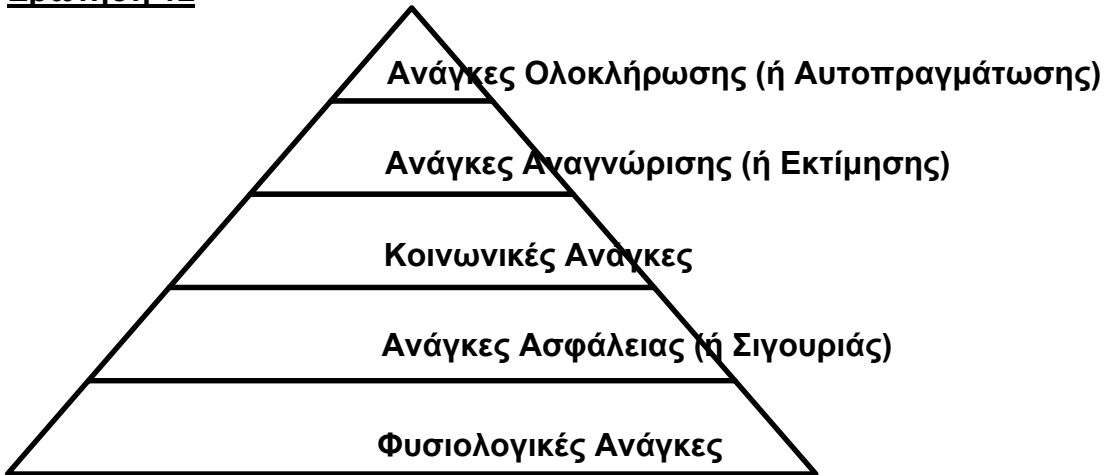 Ανάγκες Ολοκλήρωσης (ή Αυτοπραγμάτωσης)
Ανάγκες Αναγνώρισης (ή Εκτίμησης)
Κοινωνικές Ανάγκες
Ανάγκες Ασφάλειας (ή Σιγουριάς)
Φυσιολογικές Ανάγκες